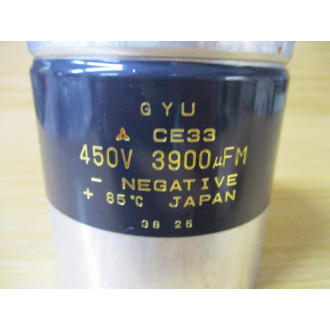 GYU
CE33
450V 3900µFM
- NEGATIVE
+ 85°C JAPAN
38 25